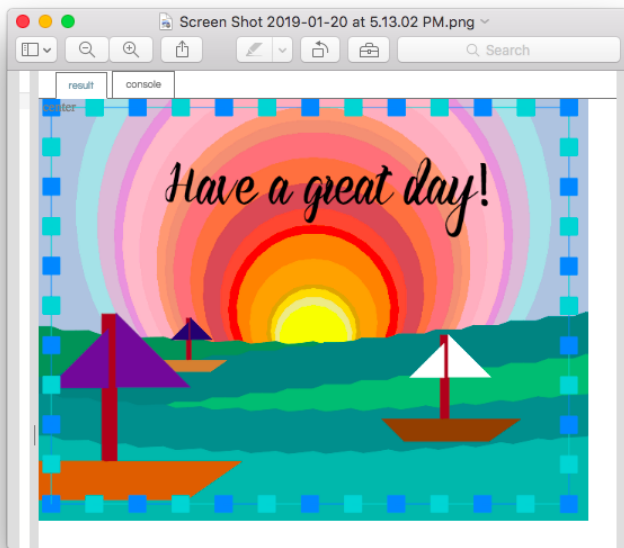 Screen Shot 2019-01-20 at 5.13.02 PM.png
Search
result console
center
Have a great day!